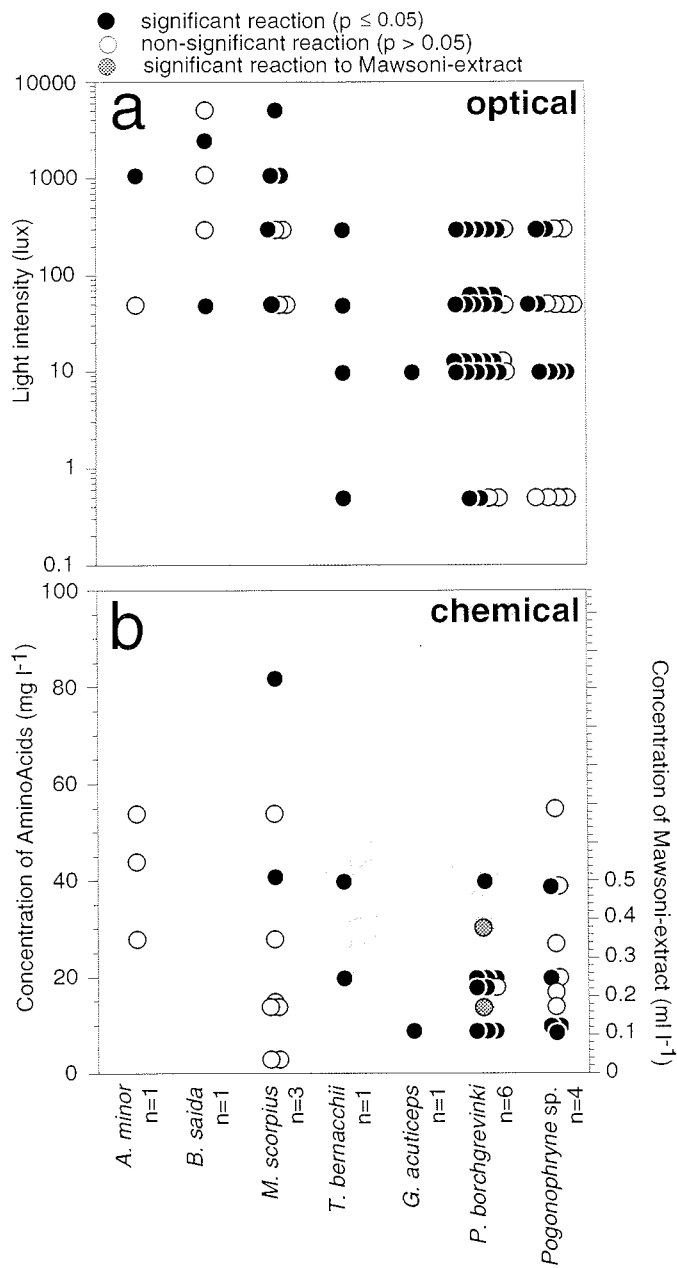 significant reaction (p ≤ 0.05)
non-significant reaction (p > 0.05)
significant reaction to Mawsoni-extract
a
optical
Light intensity (lux)
10000
1000
100
10
1
0.1
b
chemical
Concentration of AminoAcids (mg l-1)
100
80
60
40
20
0
Concentration of Mawsoni-extract (ml l-1)
0.5
0.4
0.3
0.2
0.1
0
A. minor
n=1
B. saida
n=1
M. scorpius
n=3
T. bernacchii
n=1
G. acuticeps
n=1
P. borchgrevinki
n=6
Pogonophryne sp.
n=4